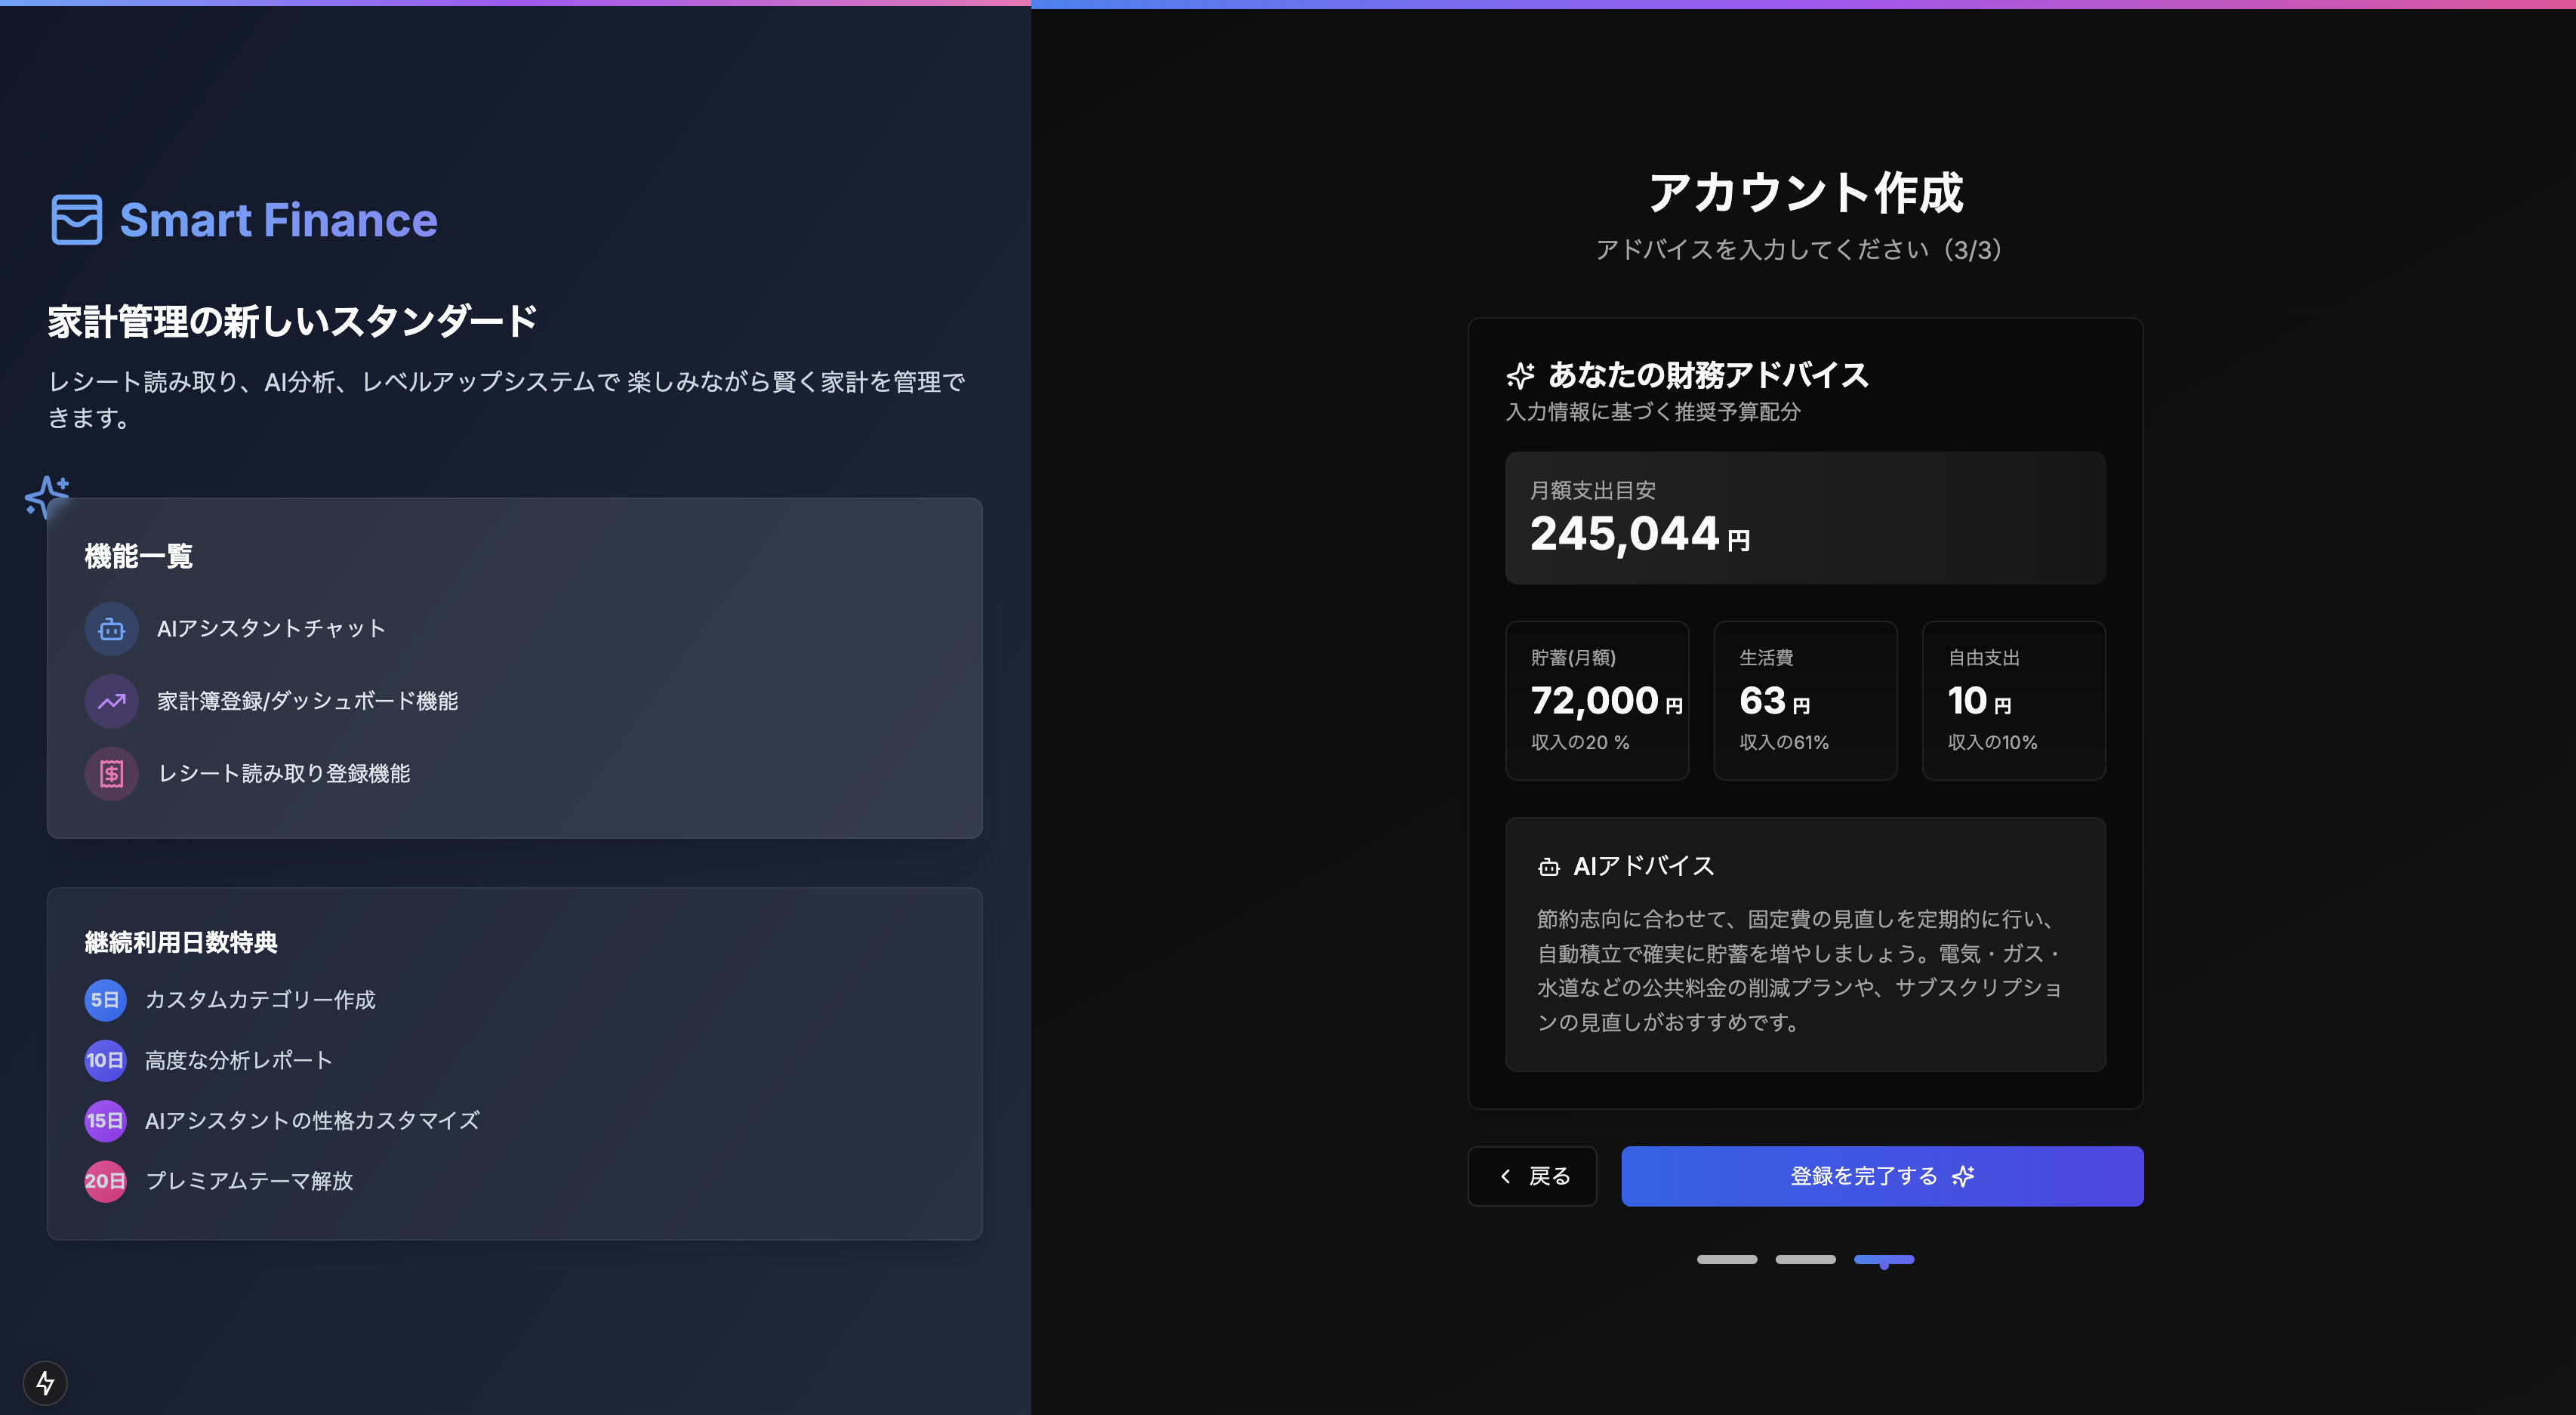 Smart Finance
家計管理の新しいスタンダード
レシート読み取り、AI分析、レベルアップシステムで 楽しみながら賢く家計を管理で
きます。
機能一覧
AIアシスタントチャット
家計簿登録/ダッシュボード機能
レシート読み取り登録機能
継続利用日数特典
5日 カスタムカテゴリー作成
10日 高度な分析レポート
15日 AIアシスタントの性格カスタマイズ
20日 プレミアムテーマ解放
アカウント作成
アドバイスを入力してください（3/3）
あなたの財務アドバイス
入力情報に基づく推奨予算配分
月額支出目安
245,044 円
貯蓄(月額)
72,000 円
収入の20 %
生活費
63 円
収入の61%
自由支出
10 円
収入の10%
AIアドバイス
節約志向に合わせて、固定費の見直しを定期的に行い、
自動積立で確実に貯蓄を増やしましょう。電気・ガス・
水道などの公共料金の削減プランや、サブスクリプショ
ンの見直しがおすすめです。
戻る
登録を完了する